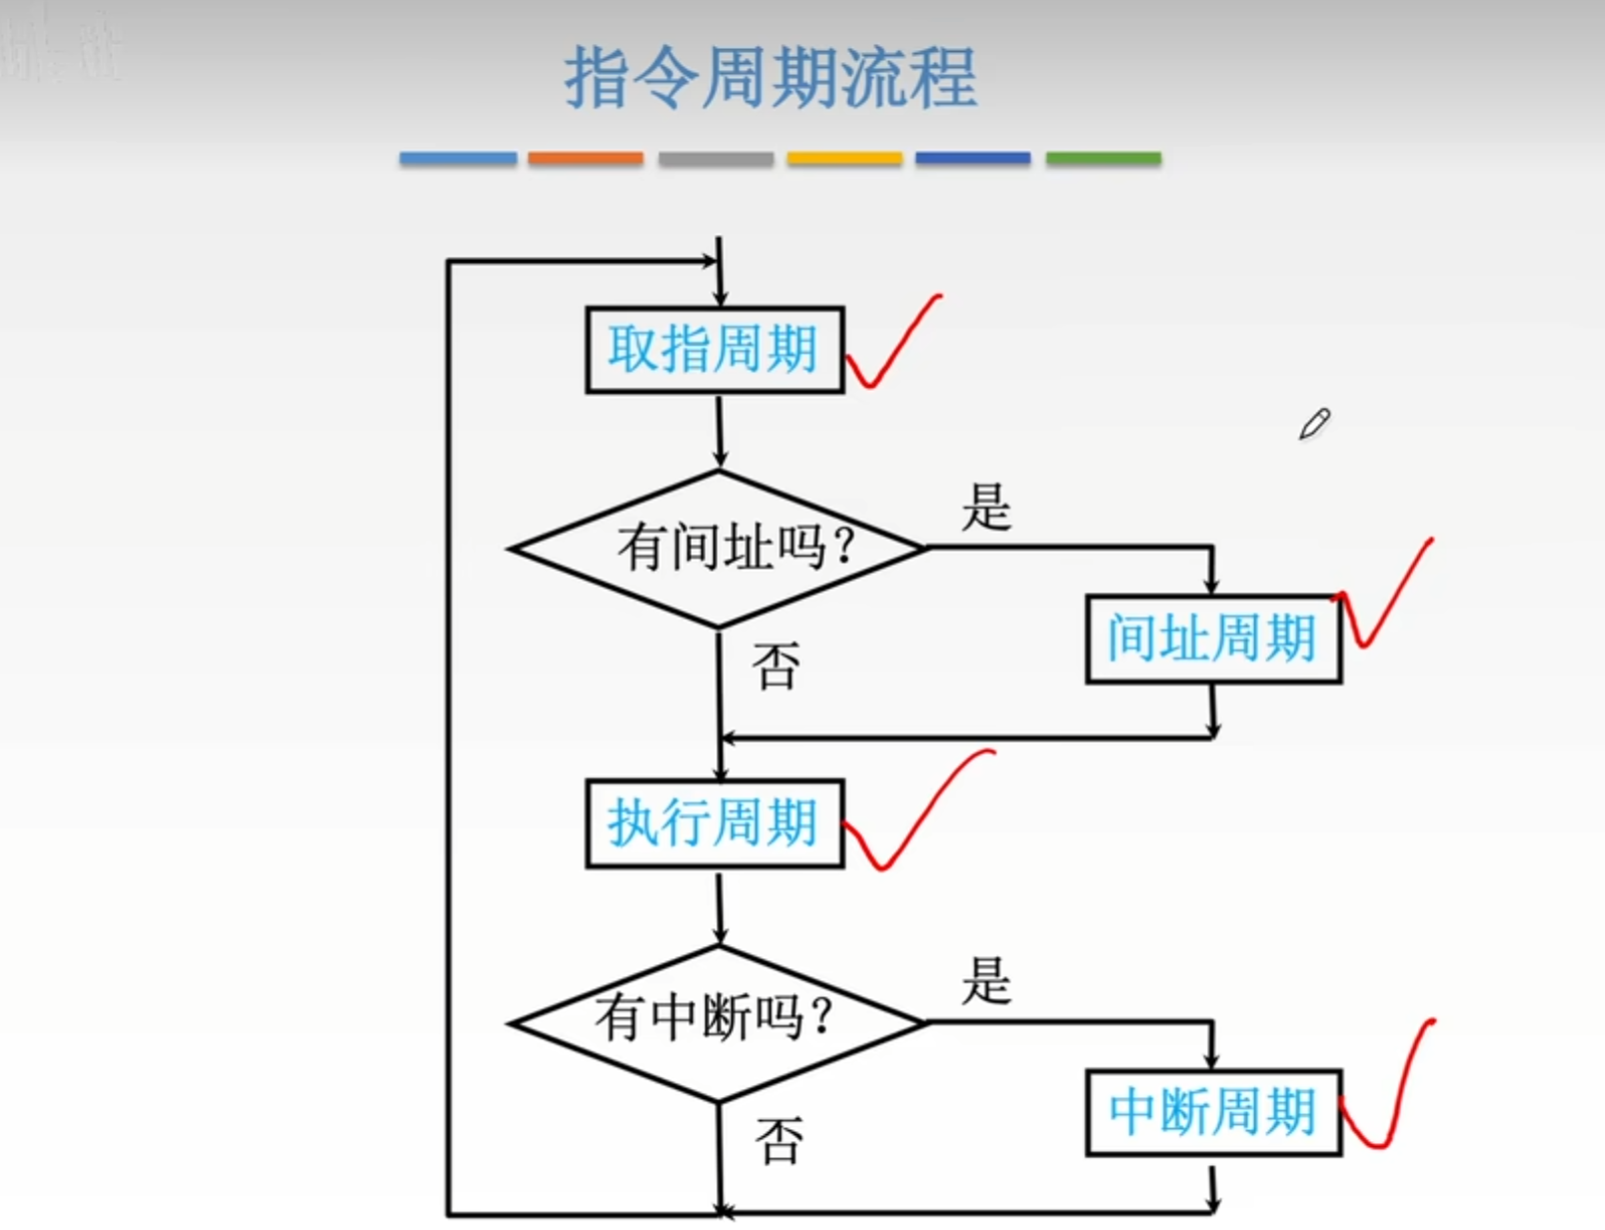 指令周期流程
取指周期
有间址吗？
是
间址周期
否
执行周期
有中断吗？
是
中断周期
否